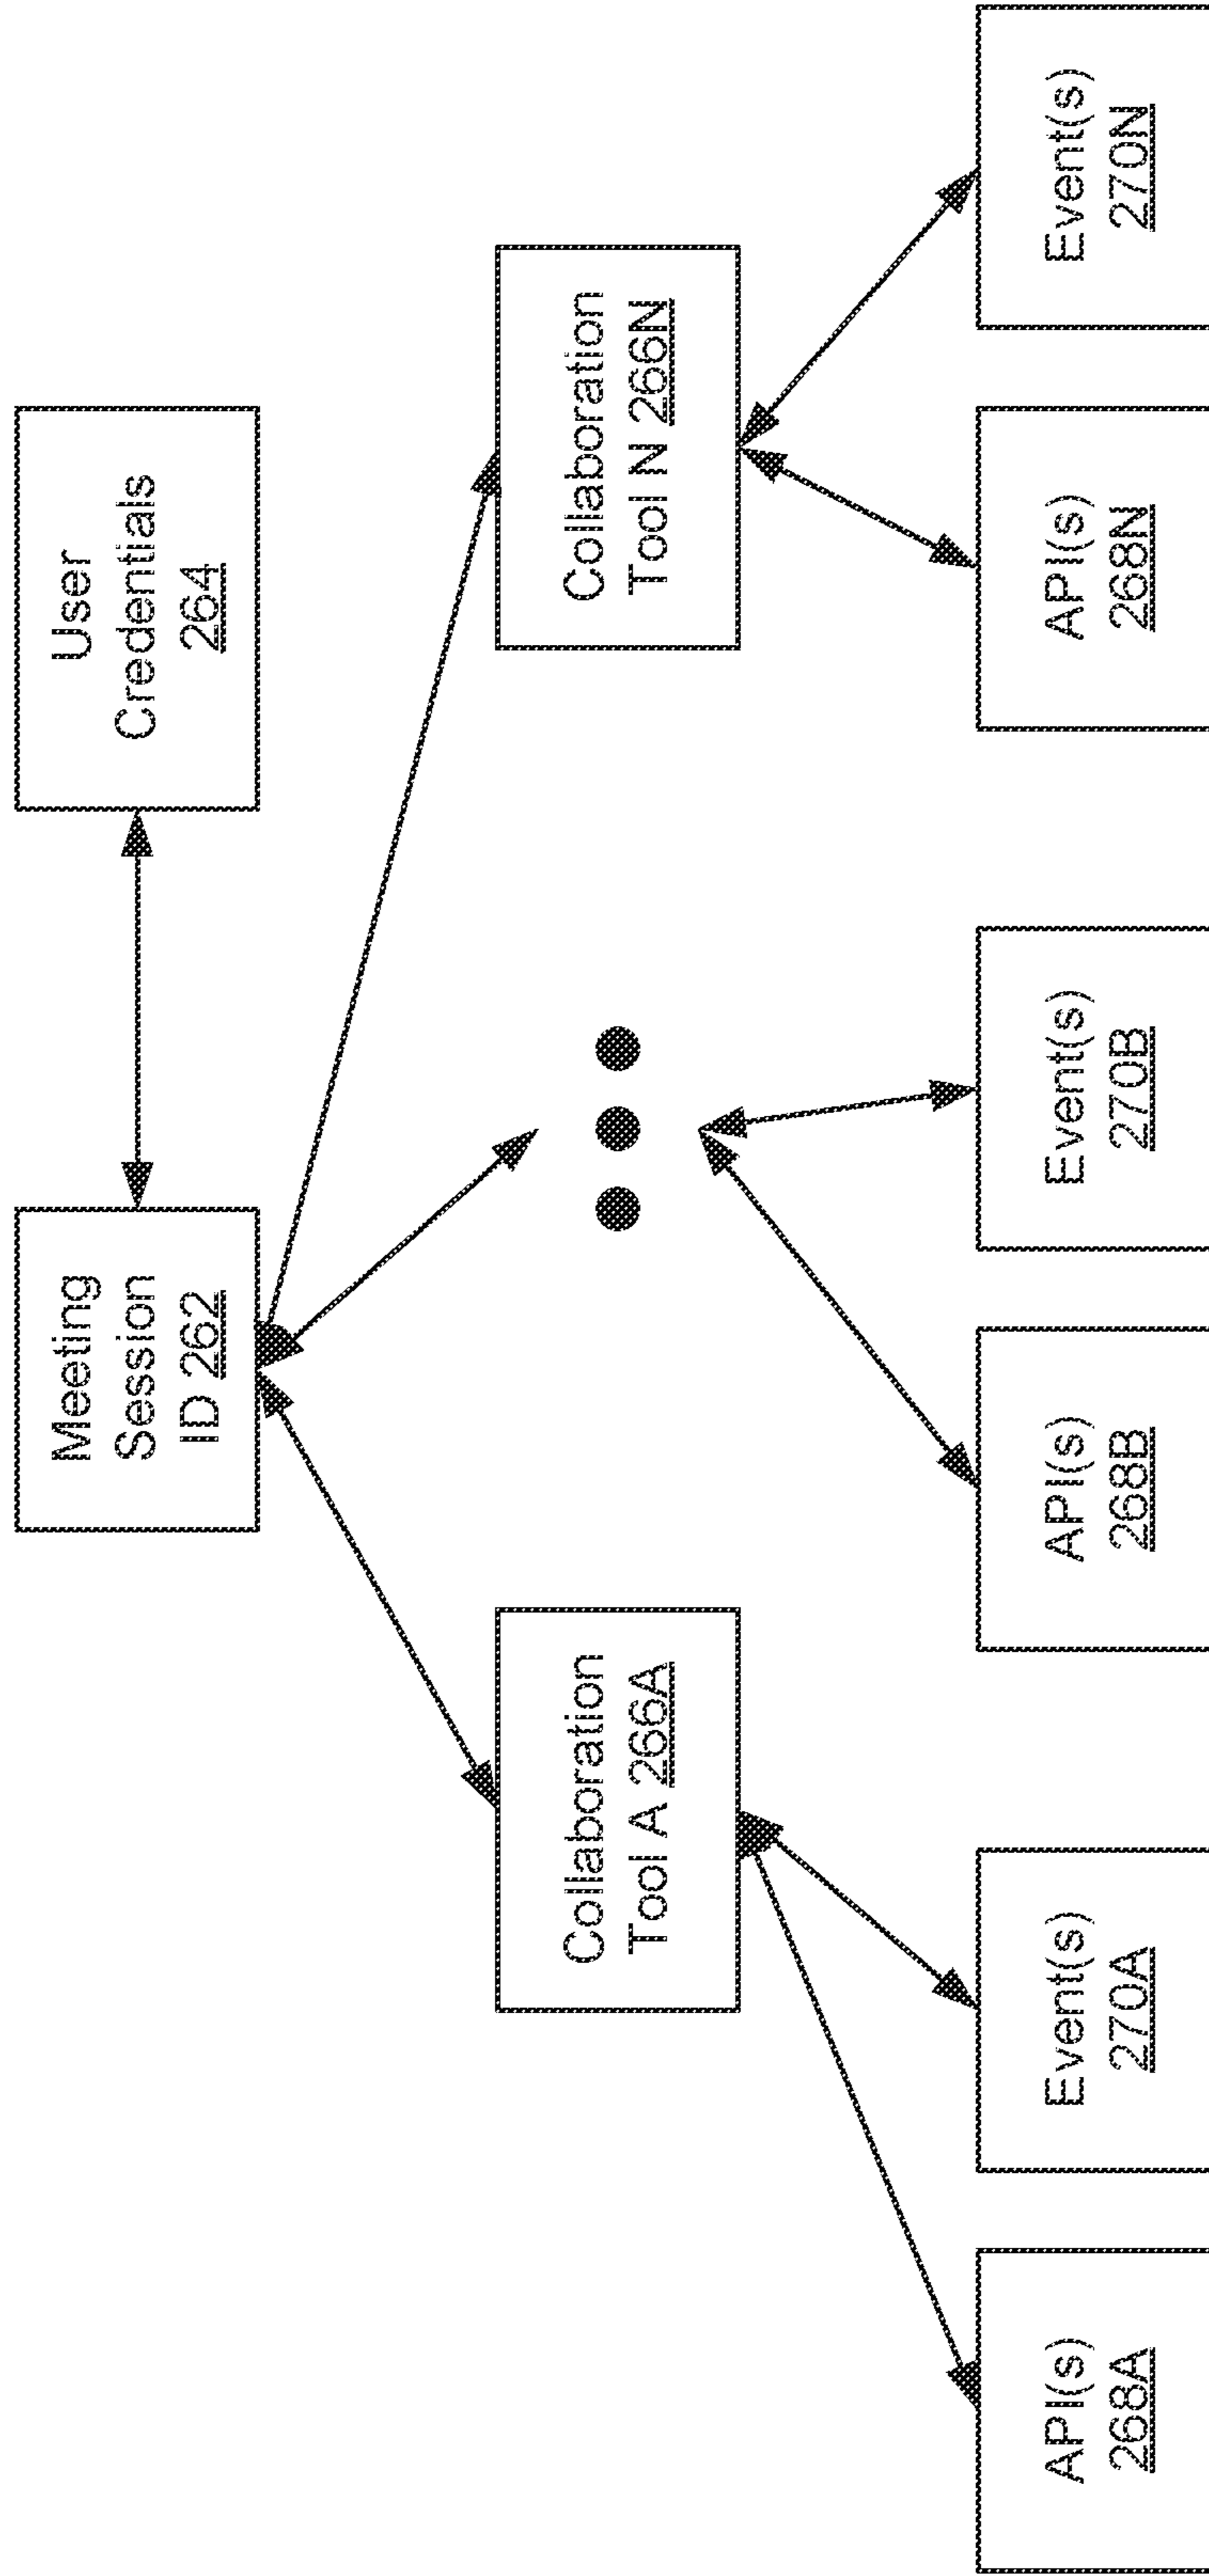 Meeting
Session
ID 262
User
Credentials
264
Collaboration
Tool A 266A
Collaboration
Tool N 266N
API(s)
268A
Event(s)
270A
API(s)
268B
Event(s)
270B
API(s)
268N
Event(s)
270N